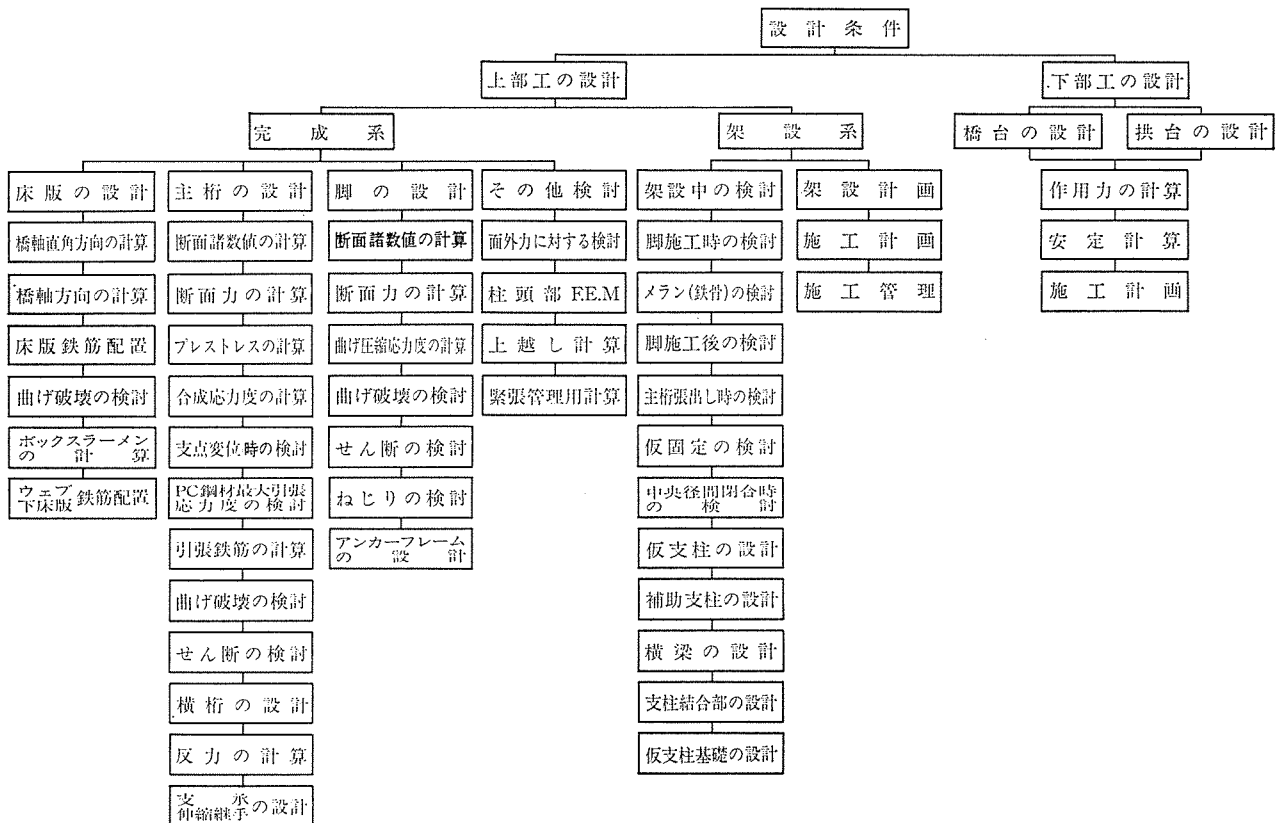 設計条件
上部工の設計
下部工の設計
完成系
架設系
橋台の設計
拱台の設計
床版の設計
橋軸直角方向の計算
橋軸方向の計算
床版鉄筋配置
曲げ破壊の検討
ボックスラーメン
の計算
ウェブ
下床版鉄筋配置
主桁の設計
断面諸数値の計算
断面力の計算
プレストレスの計算
合成応力度の計算
支点変位時の検討
PC鋼材最大引張
応力度の検討
引張鉄筋の計算
曲げ破壊の検討
せん断の検討
横桁の設計
反力の計算
支承
伸縮継手の設計
脚の設計
断面諸数値の計算
断面力の計算
曲げ圧縮応力度の計算
曲げ破壊の検討
せん断の検討
ねじりの検討
アンカーフレーム
の設計
その他検討
面外力に対する検討
柱頭部F.E.M
上越し計算
緊張管理用計算
架設中の検討
脚施工時の検討
メラン(鉄骨)の検討
脚施工後の検討
主桁張出し時の検討
仮固定の検討
中央径間閉合時
の検討
仮支柱の設計
補助支柱の設計
横梁の設計
支柱結合部の設計
仮支柱基礎の設計
架設計画
施工計画
施工管理
作用力の計算
安定計算
施工計画